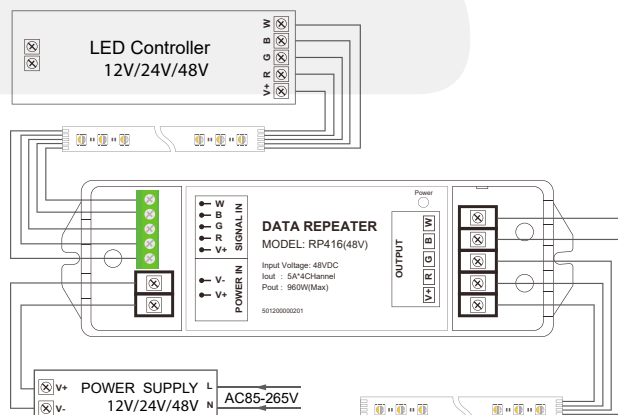 LED Controller
12V/24V/48V
W
B
G
R
V+
W
B
G
R
V+
SIGNAL IN
V-
V+
POWER IN
DATA REPEATER
MODEL: RP416(48V)
Input Voltage: 48VDC
Iout : 5A*4CHannel
Pout : 960W(Max)
501200000201
Power
OUTPUT
W
B
G
R
V+
V+ POWER SUPPLY L
V- 12V/24V/48V N
AC85-265V